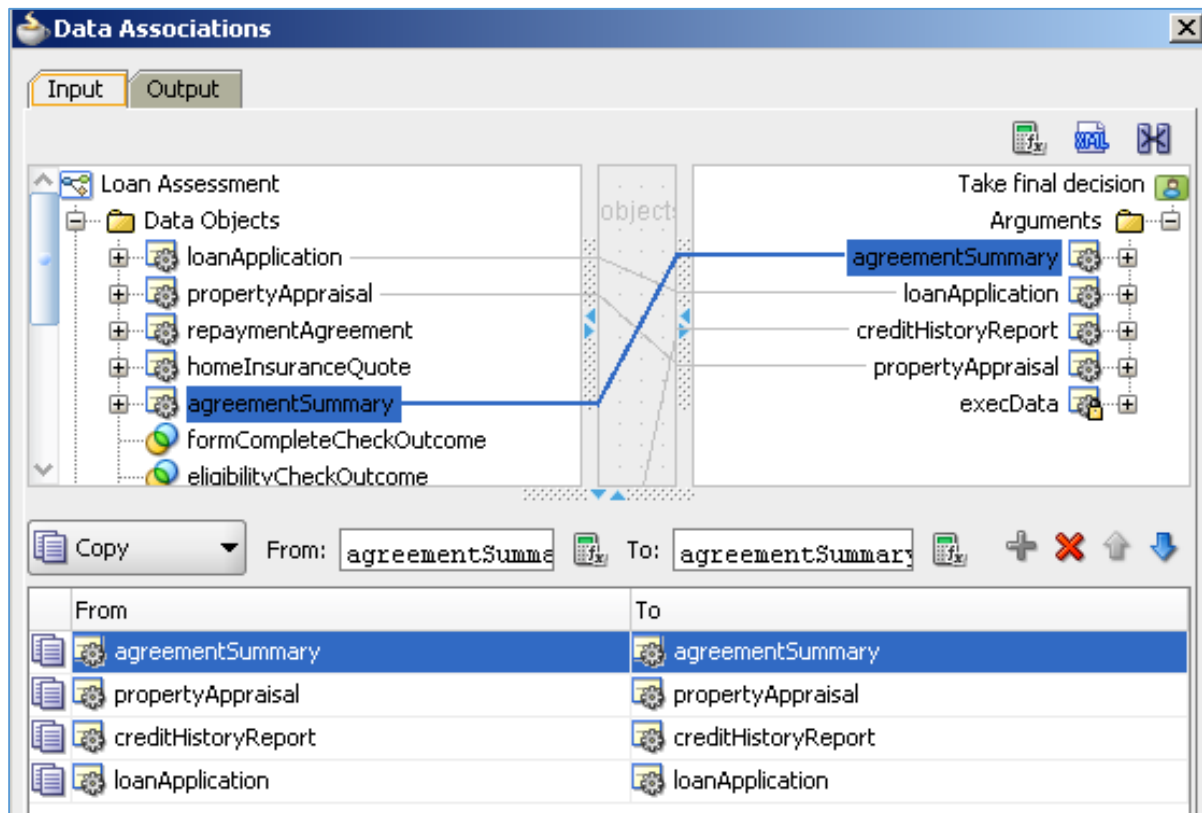 Data Associations
Input Output
Loan Assessment
Data Objects
loanApplication
propertyAppraisal
repaymentAgreement
homeInsuranceQuote
agreementSummary
formCompleteCheckOutcome
eligibilityCheckOutcome
object
Take final decision
Arguments
agreementSummary
loanApplication
creditHistoryReport
propertyAppraisal
execData
Copy From: agreementSumma To: agreementSummary
From To
agreementSummary agreementSummary
propertyAppraisal propertyAppraisal
creditHistoryReport creditHistoryReport
loanApplication loanApplication